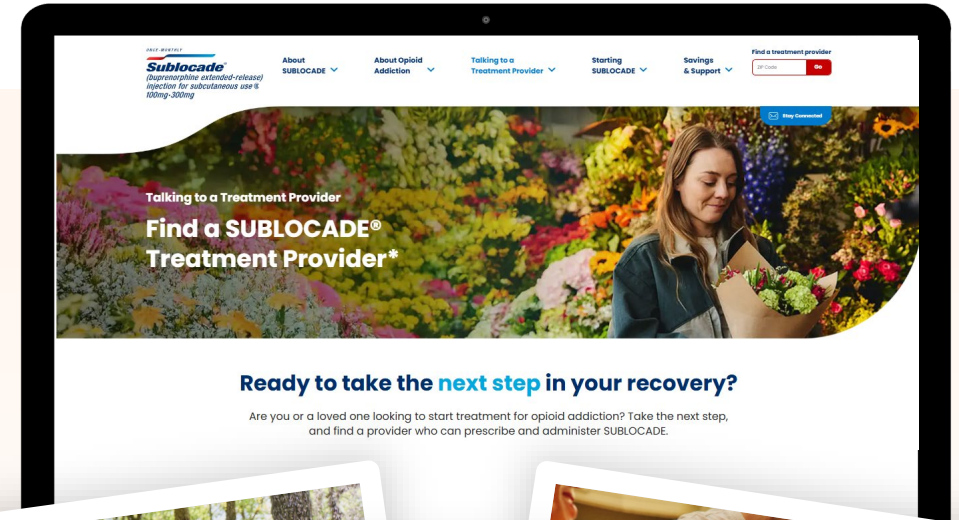 ONCE-MONTHLY
Sublocade®
(buprenorphine extended-release)
injection for subcutaneous use ℞
100mg·300mg
About
SUBLOCADE
About Opioid
Addiction
Talking to a
Treatment Provider
Starting
SUBLOCADE
Savings
& Support
Find a treatment provider
ZIP Code
Go
Stay Connected
Talking to a Treatment Provider
Find a SUBLOCADE®
Treatment Provider*
Ready to take the next step in your recovery?
Are you or a loved one looking to start treatment for opioid addiction? Take the next step,
and find a provider who can prescribe and administer SUBLOCADE.